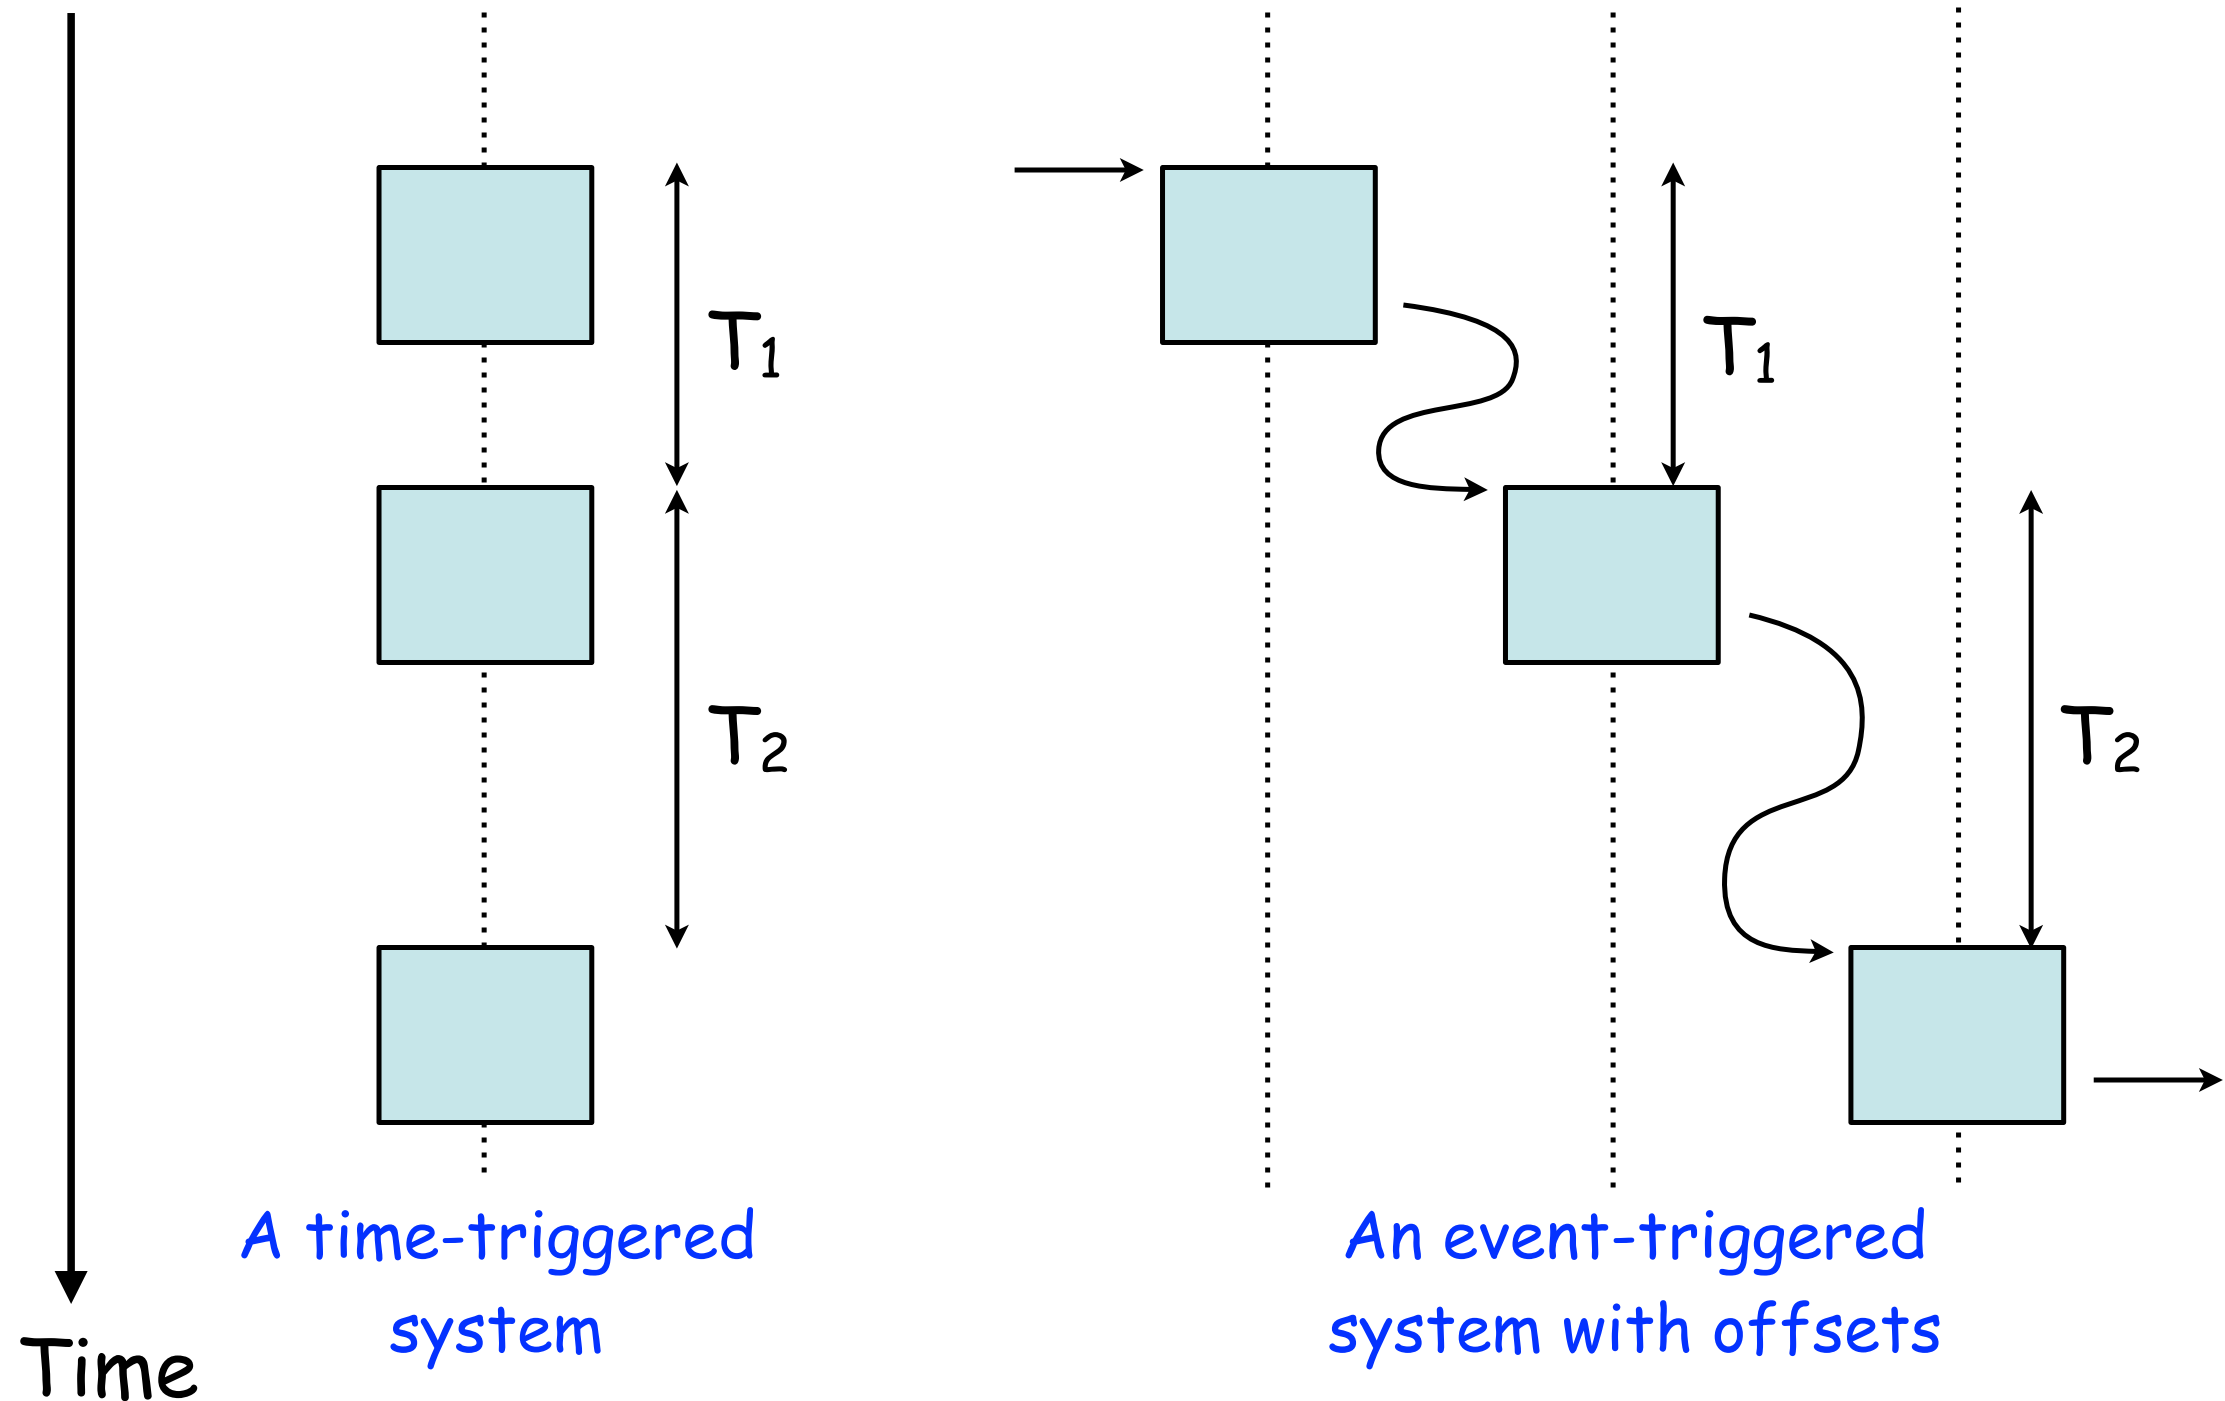 T1
T1
T2
T2
A time-triggered
system
An event-triggered
system with offsets
Time